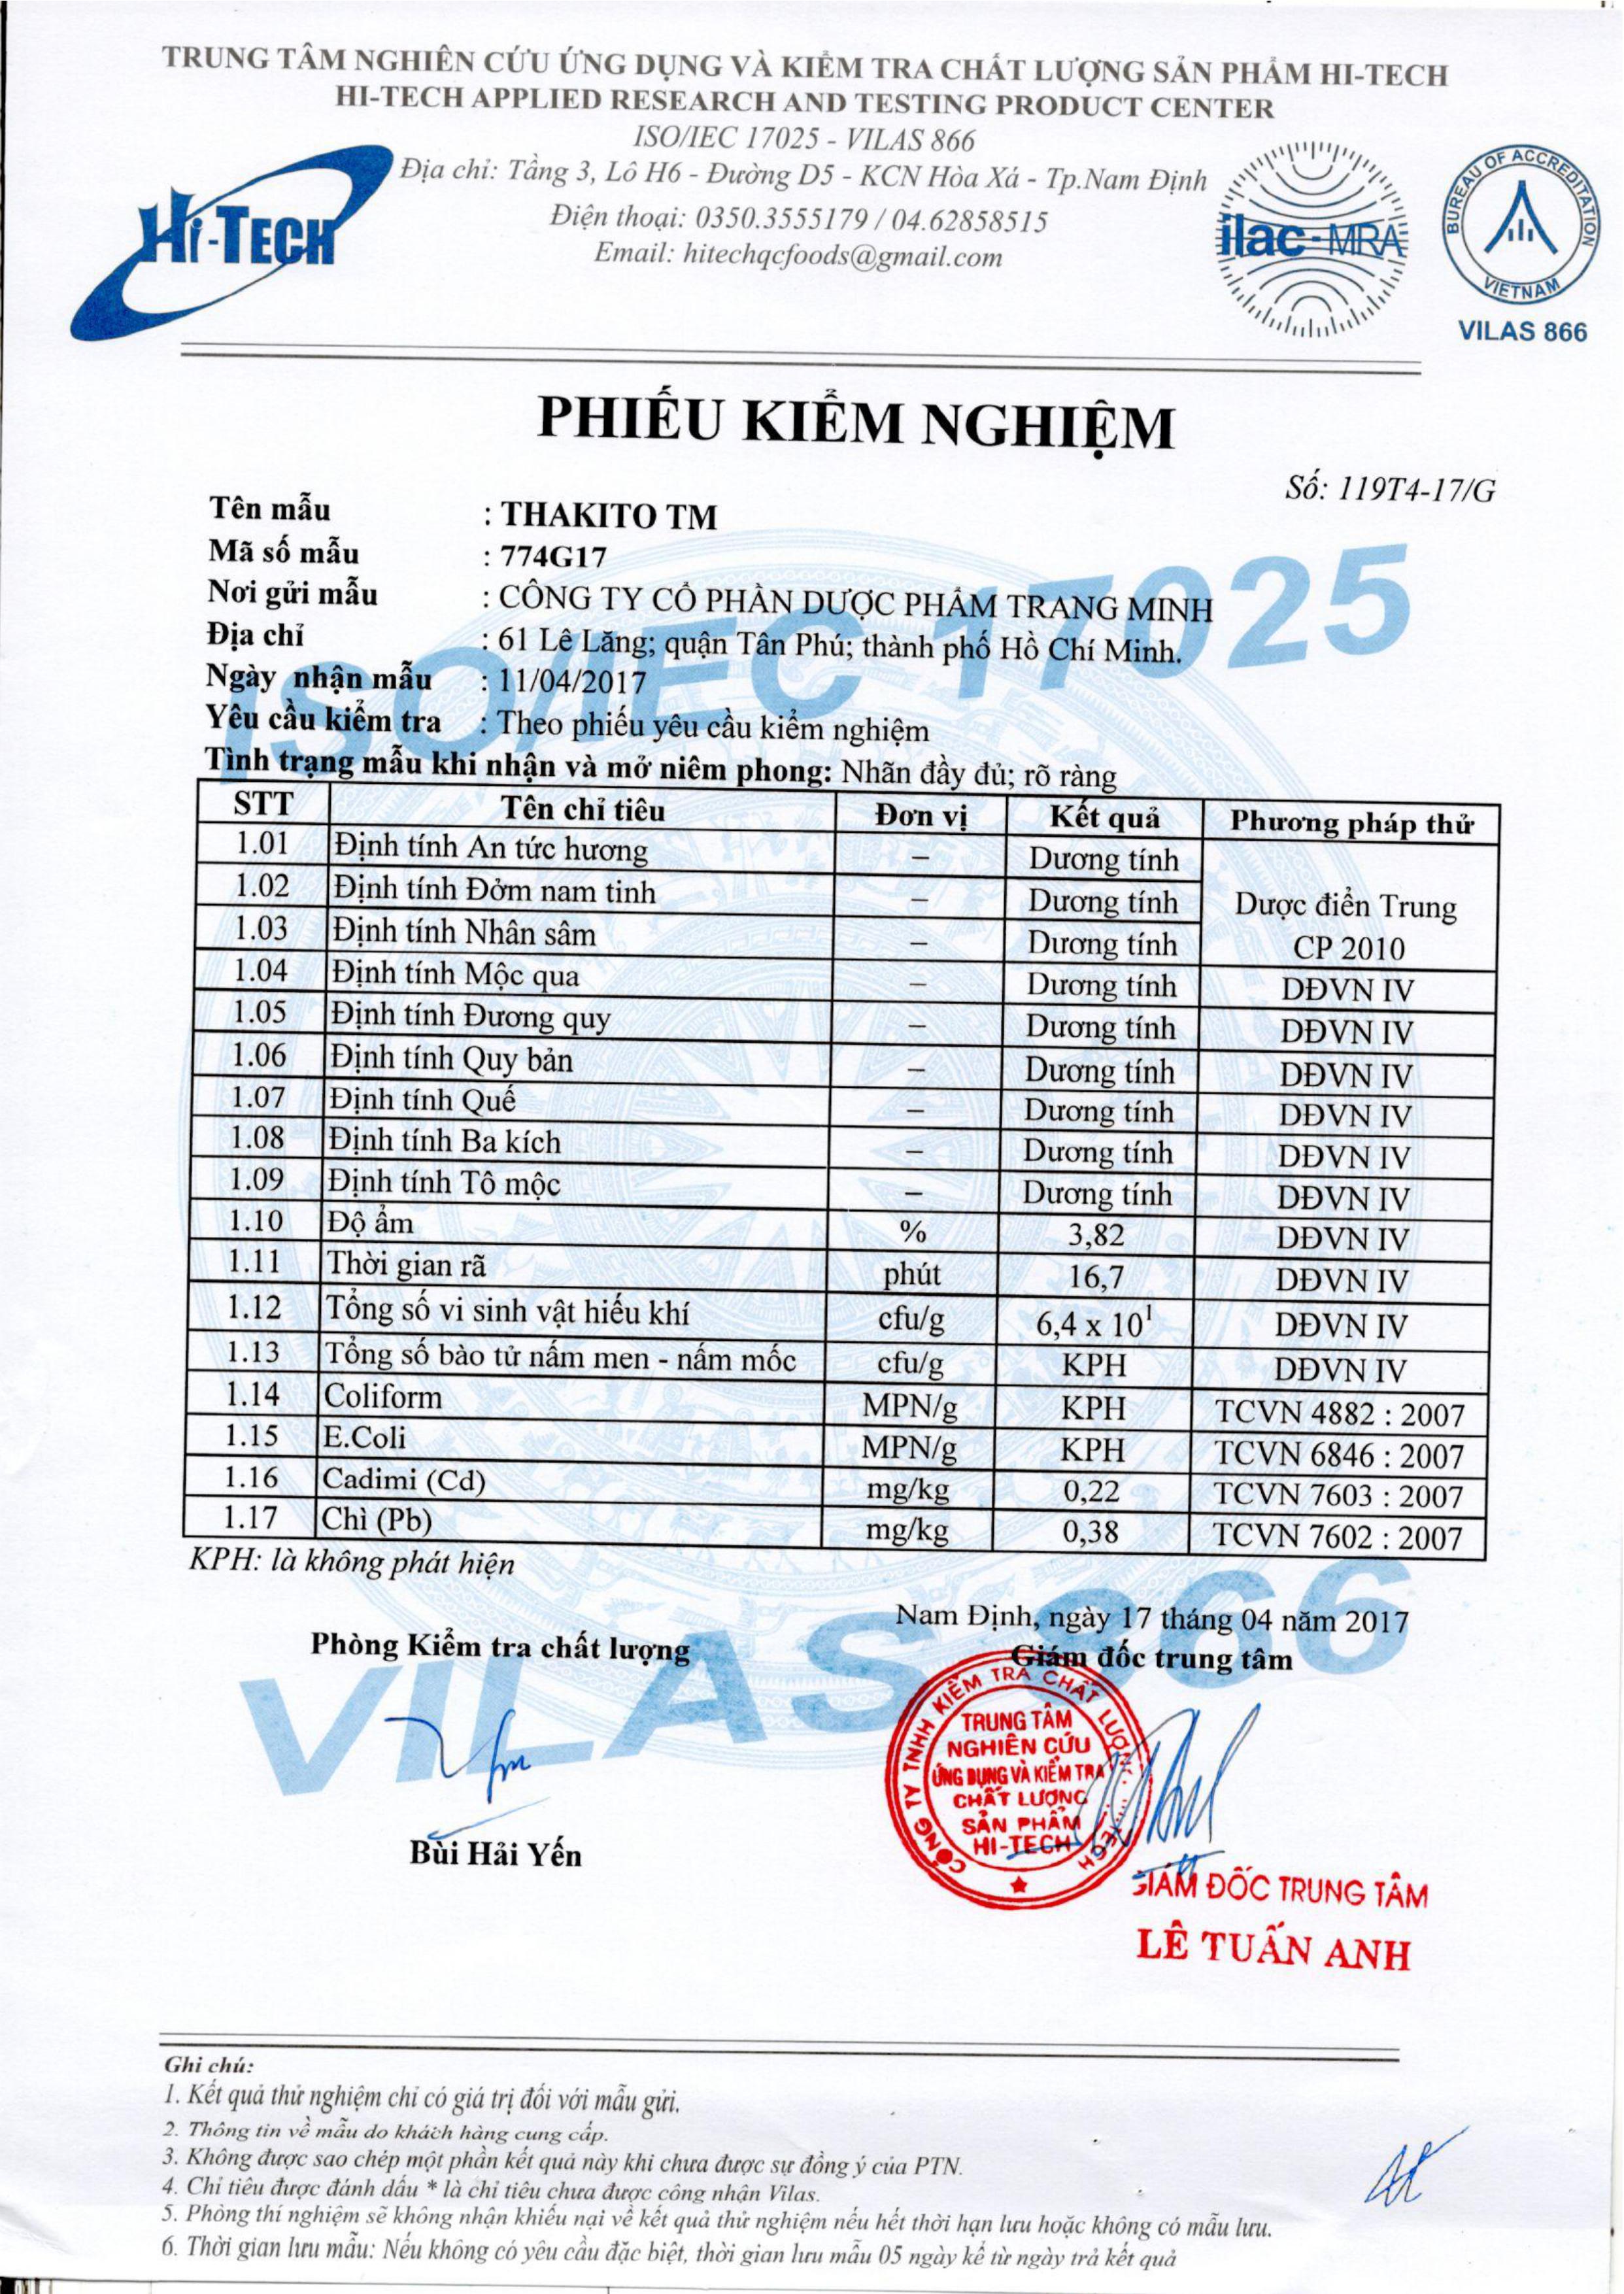 TRUNG TÂM NGHIÊN CỨU ỨNG DỤNG VÀ KIỂM TRA CHẤT LƯỢNG SẢN PHẨM HI-TECH
HI-TECH APPLIED RESEARCH AND TESTING PRODUCT CENTER
ISO/IEC 17025 - VILAS 866
Địa chỉ: Tầng 3, Lô H6 - Đường D5 - KCN Hòa Xá - Tp.Nam Định
Điện thoại: 0350.3555179 / 04.62858515
Email: hitechqcfoods@gmail.com
Hi-TECH
ilac-MRA
BUREAU OF ACCREDITATION
VIETNAM
VILAS 866
PHIẾU KIỂM NGHIỆM
Số: 119T4-17/G
Tên mẫu : THAKITO TM
Mã số mẫu : 774G17
Nơi gửi mẫu : CÔNG TY CỔ PHẦN DƯỢC PHẨM TRANG MINH
Địa chỉ : 61 Lê Lăng; quận Tân Phú; thành phố Hồ Chí Minh.
Ngày nhận mẫu : 11/04/2017
Yêu cầu kiểm tra : Theo phiếu yêu cầu kiểm nghiệm
Tình trạng mẫu khi nhận và mở niêm phong: Nhãn đầy đủ; rõ ràng
ISO/IEC 17025
STT Tên chỉ tiêu Đơn vị Kết quả Phương pháp thử
1.01 Định tính An tức hương – Dương tính
1.02 Định tính Đởm nam tinh – Dương tính Dược điển Trung
1.03 Định tính Nhân sâm – Dương tính CP 2010
1.04 Định tính Mộc qua – Dương tính DĐVN IV
1.05 Định tính Đương quy – Dương tính DĐVN IV
1.06 Định tính Quy bản – Dương tính DĐVN IV
1.07 Định tính Quế – Dương tính DĐVN IV
1.08 Định tính Ba kích – Dương tính DĐVN IV
1.09 Định tính Tô mộc – Dương tính DĐVN IV
1.10 Độ ẩm % 3,82 DĐVN IV
1.11 Thời gian rã phút 16,7 DĐVN IV
1.12 Tổng số vi sinh vật hiếu khí cfu/g 6,4 x 10¹ DĐVN IV
1.13 Tổng số bào tử nấm men - nấm mốc cfu/g KPH DĐVN IV
1.14 Coliform MPN/g KPH TCVN 4882 : 2007
1.15 E.Coli MPN/g KPH TCVN 6846 : 2007
1.16 Cadimi (Cd) mg/kg 0,22 TCVN 7603 : 2007
1.17 Chì (Pb) mg/kg 0,38 TCVN 7602 : 2007
KPH: là không phát hiện
VILAS 866
Nam Định, ngày 17 tháng 04 năm 2017
Phòng Kiểm tra chất lượng
Giám đốc trung tâm
CÔNG TY TNHH KIỂM TRA CHẤT LƯỢNG
TRUNG TÂM
NGHIÊN CỨU
ỨNG DỤNG VÀ KIỂM TRA
CHẤT LƯỢNG
SẢN PHẨM
HI-TECH
Bùi Hải Yến
GIÁM ĐỐC TRUNG TÂM
LÊ TUẤN ANH
Ghi chú:
1. Kết quả thử nghiệm chỉ có giá trị đối với mẫu gửi.
2. Thông tin về mẫu do khách hàng cung cấp.
3. Không được sao chép một phần kết quả này khi chưa được sự đồng ý của PTN.
4. Chỉ tiêu được đánh dấu * là chỉ tiêu chưa được công nhận Vilas.
5. Phòng thí nghiệm sẽ không nhận khiếu nại về kết quả thử nghiệm nếu hết thời hạn lưu hoặc không có mẫu lưu.
6. Thời gian lưu mẫu: Nếu không có yêu cầu đặc biệt, thời gian lưu mẫu 05 ngày kể từ ngày trả kết quả